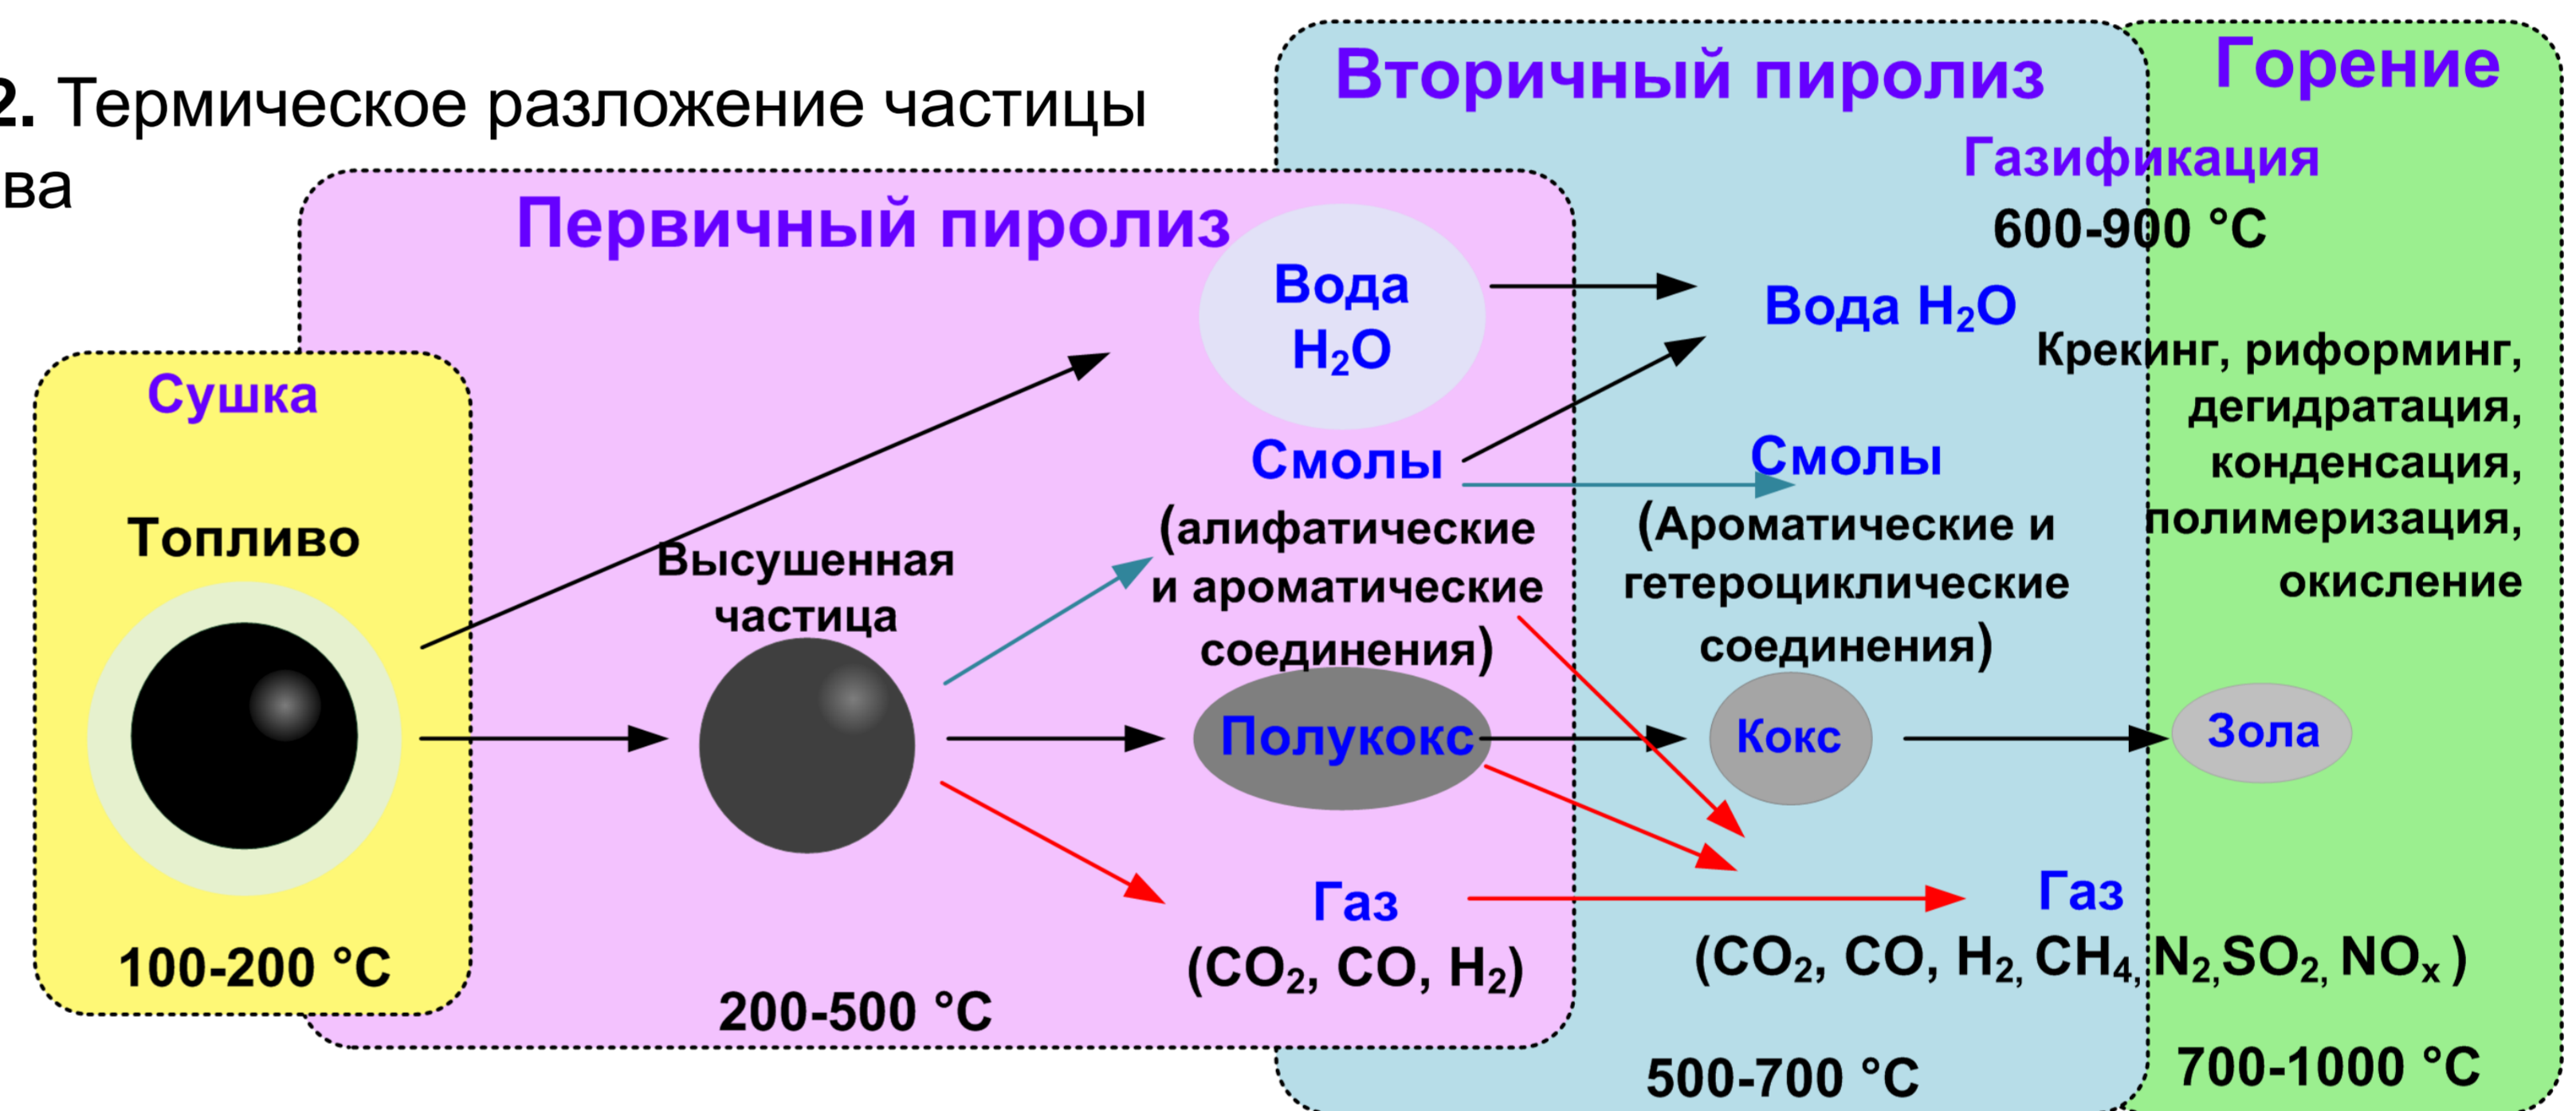 2. Термическое разложение частицы
ва
Вторичный пиролиз
Горение
Газификация
600-900 °C
Первичный пиролиз
Вода
H₂O
Вода H₂O
Крекинг, риформинг,
дегидратация,
конденсация,
полимеризация,
окисление
Сушка
Топливо
100-200 °C
Высушенная
частица
200-500 °C
Смолы
(алифатические
и ароматические
соединения)
Полукокс
Газ
(CO₂, CO, H₂)
Смолы
(Ароматические и
гетероциклические
соединения)
Кокс
Зола
Газ
(CO₂, CO, H₂, CH₄, N₂,SO₂, NOₓ )
500-700 °C
700-1000 °C